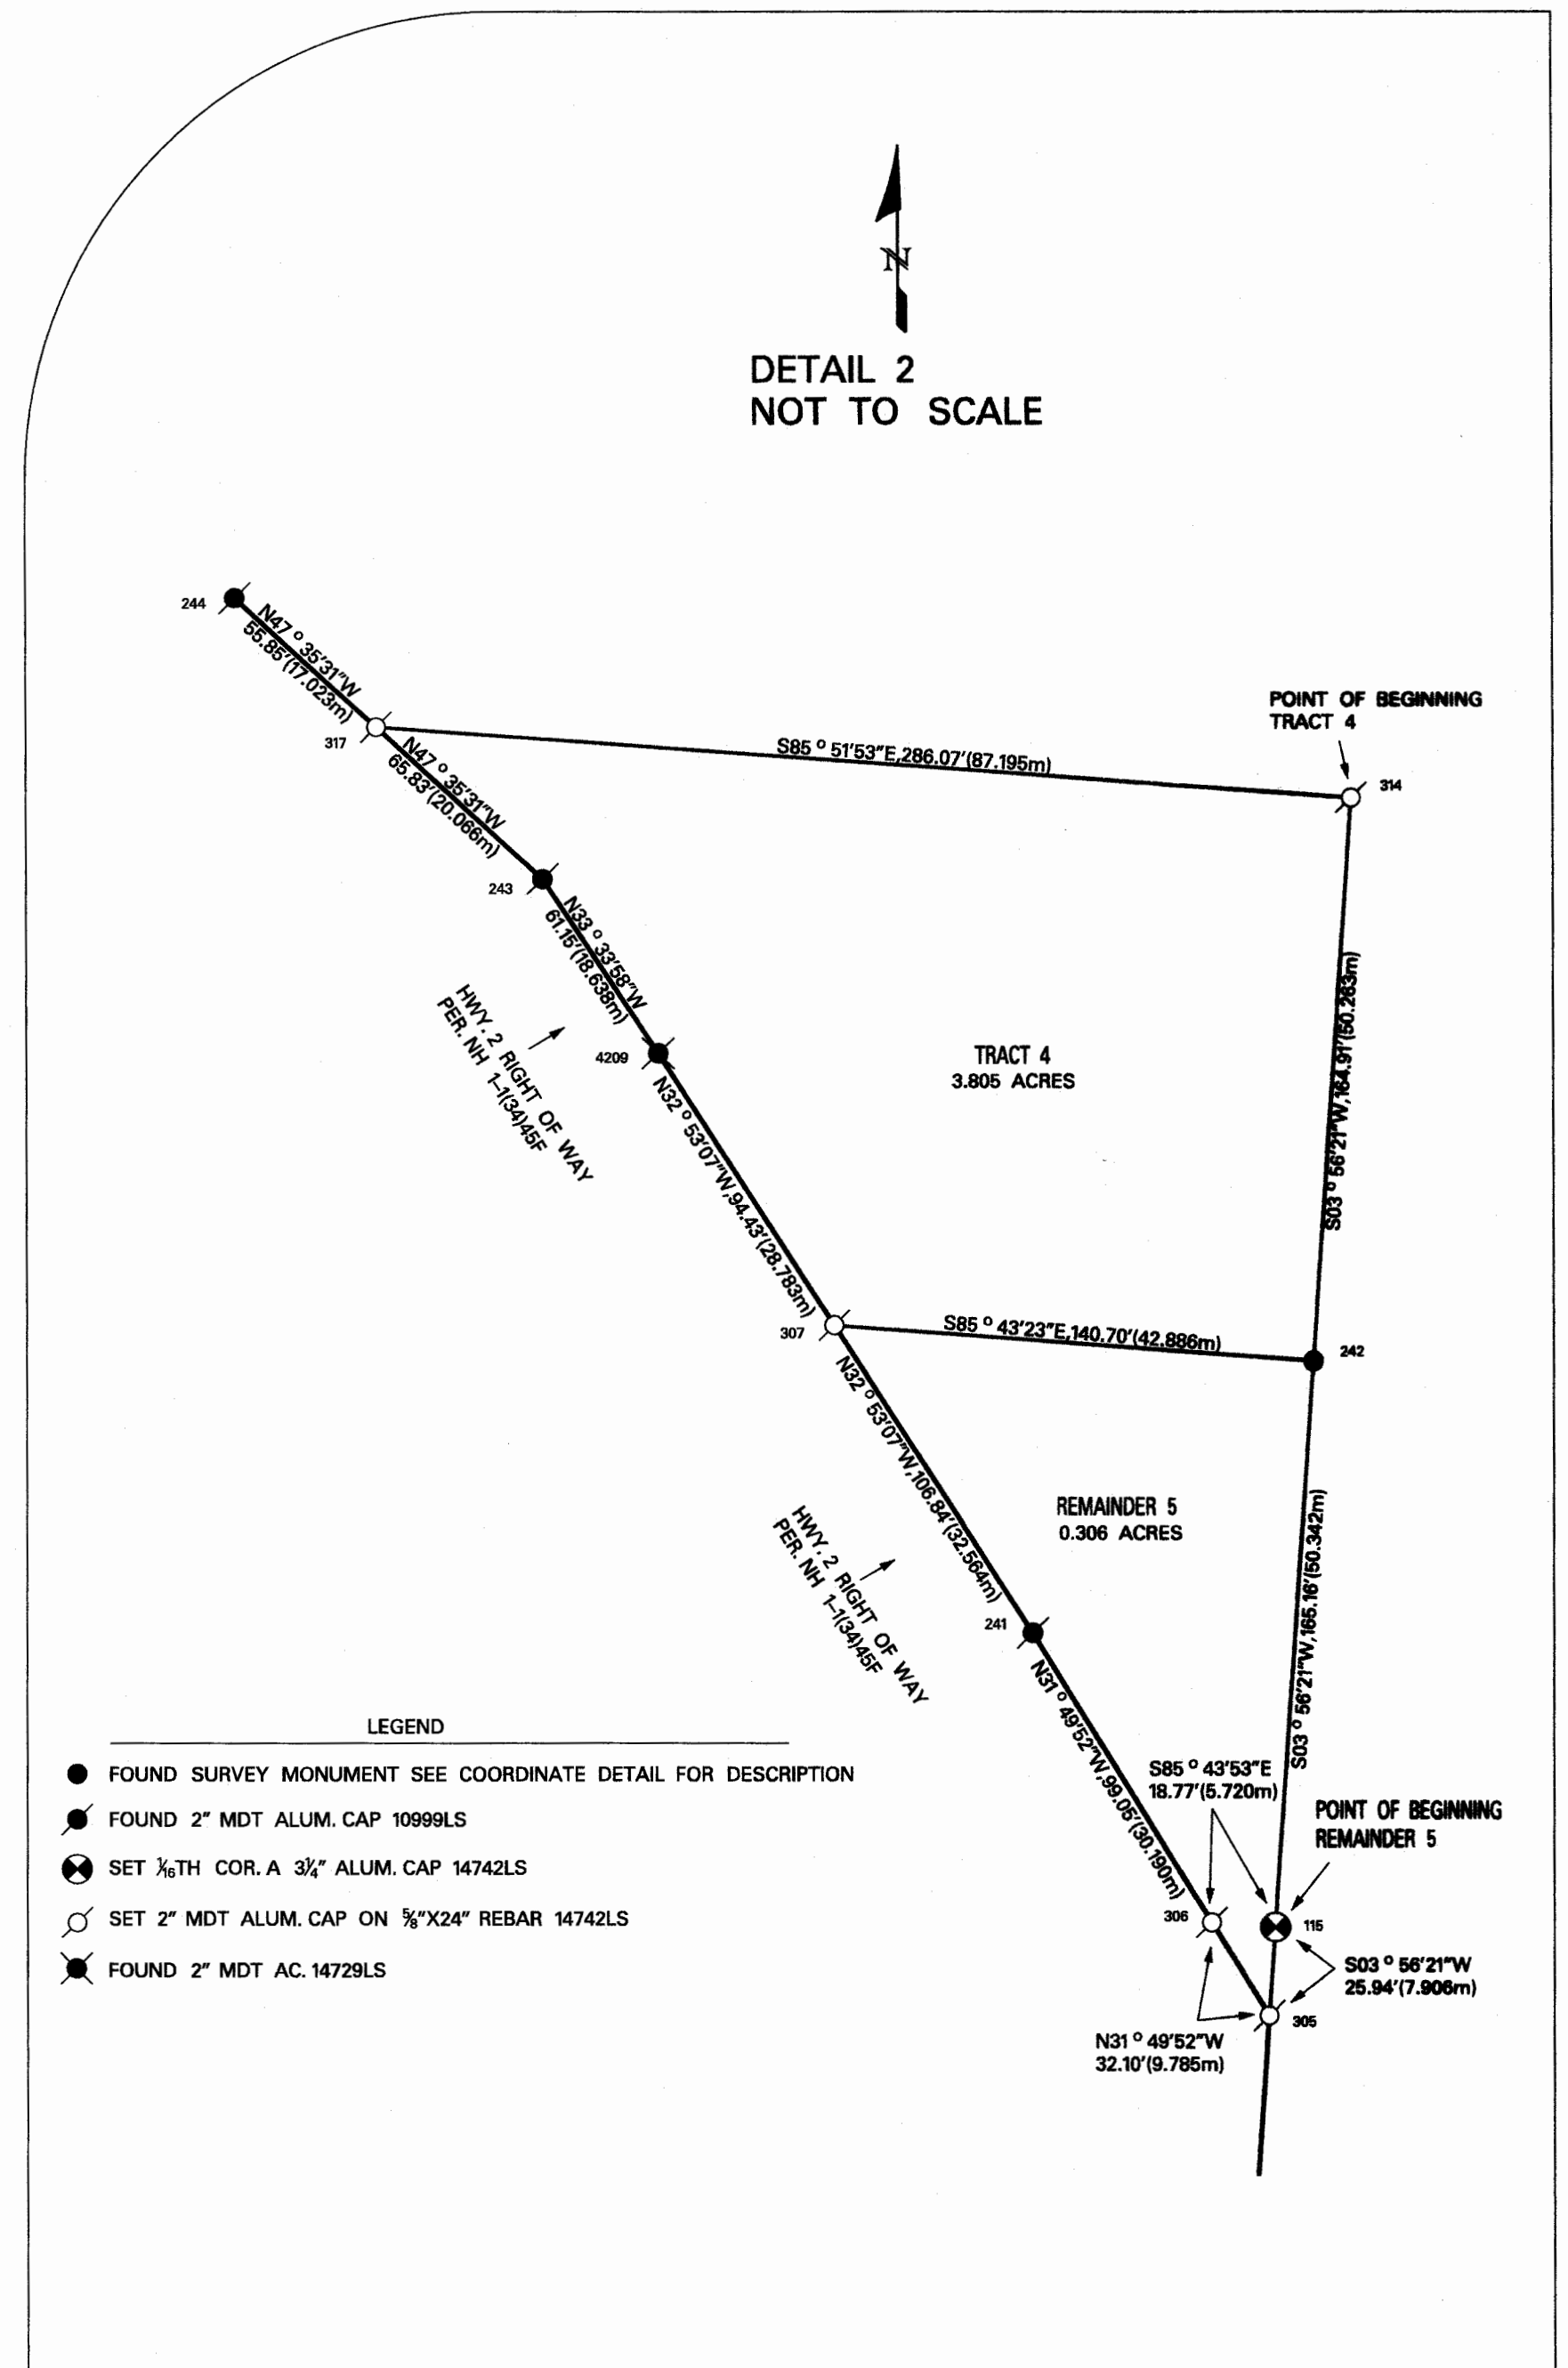 N
DETAIL 2
NOT TO SCALE
244
N47°35'31"W
55.85'(17.023m)
317
N47°35'31"W
65.83'(20.066m)
S85°51'53"E,286.07'(87.195m)
POINT OF BEGINNING
TRACT 4
314
243
N33°33'58"W
61.15'(18.638m)
HWY. 2 RIGHT OF WAY
PER. NH 1-1(34)45F
4209
TRACT 4
3.805 ACRES
S03°56'21"W,164.91'(50.263m)
N32°53'07"W,94.43'(28.783m)
307
S85°43'23"E,140.70'(42.886m)
242
N32°53'07"W,106.84'(32.564m)
REMAINDER 5
0.306 ACRES
HWY. 2 RIGHT OF WAY
PER. NH 1-1(34)45F
S03°56'21"W,165.16'(50.342m)
241
N31°49'52"W,99.05'(30.190m)
S85°43'53"E
18.77'(5.720m)
POINT OF BEGINNING
REMAINDER 5
306
115
S03°56'21"W
25.94'(7.906m)
305
N31°49'52"W
32.10'(9.785m)
LEGEND
FOUND SURVEY MONUMENT SEE COORDINATE DETAIL FOR DESCRIPTION
FOUND 2" MDT ALUM. CAP 10999LS
SET 1/16TH COR. A 3¼" ALUM. CAP 14742LS
SET 2" MDT ALUM. CAP ON ⅝"X24" REBAR 14742LS
FOUND 2" MDT AC. 14729LS